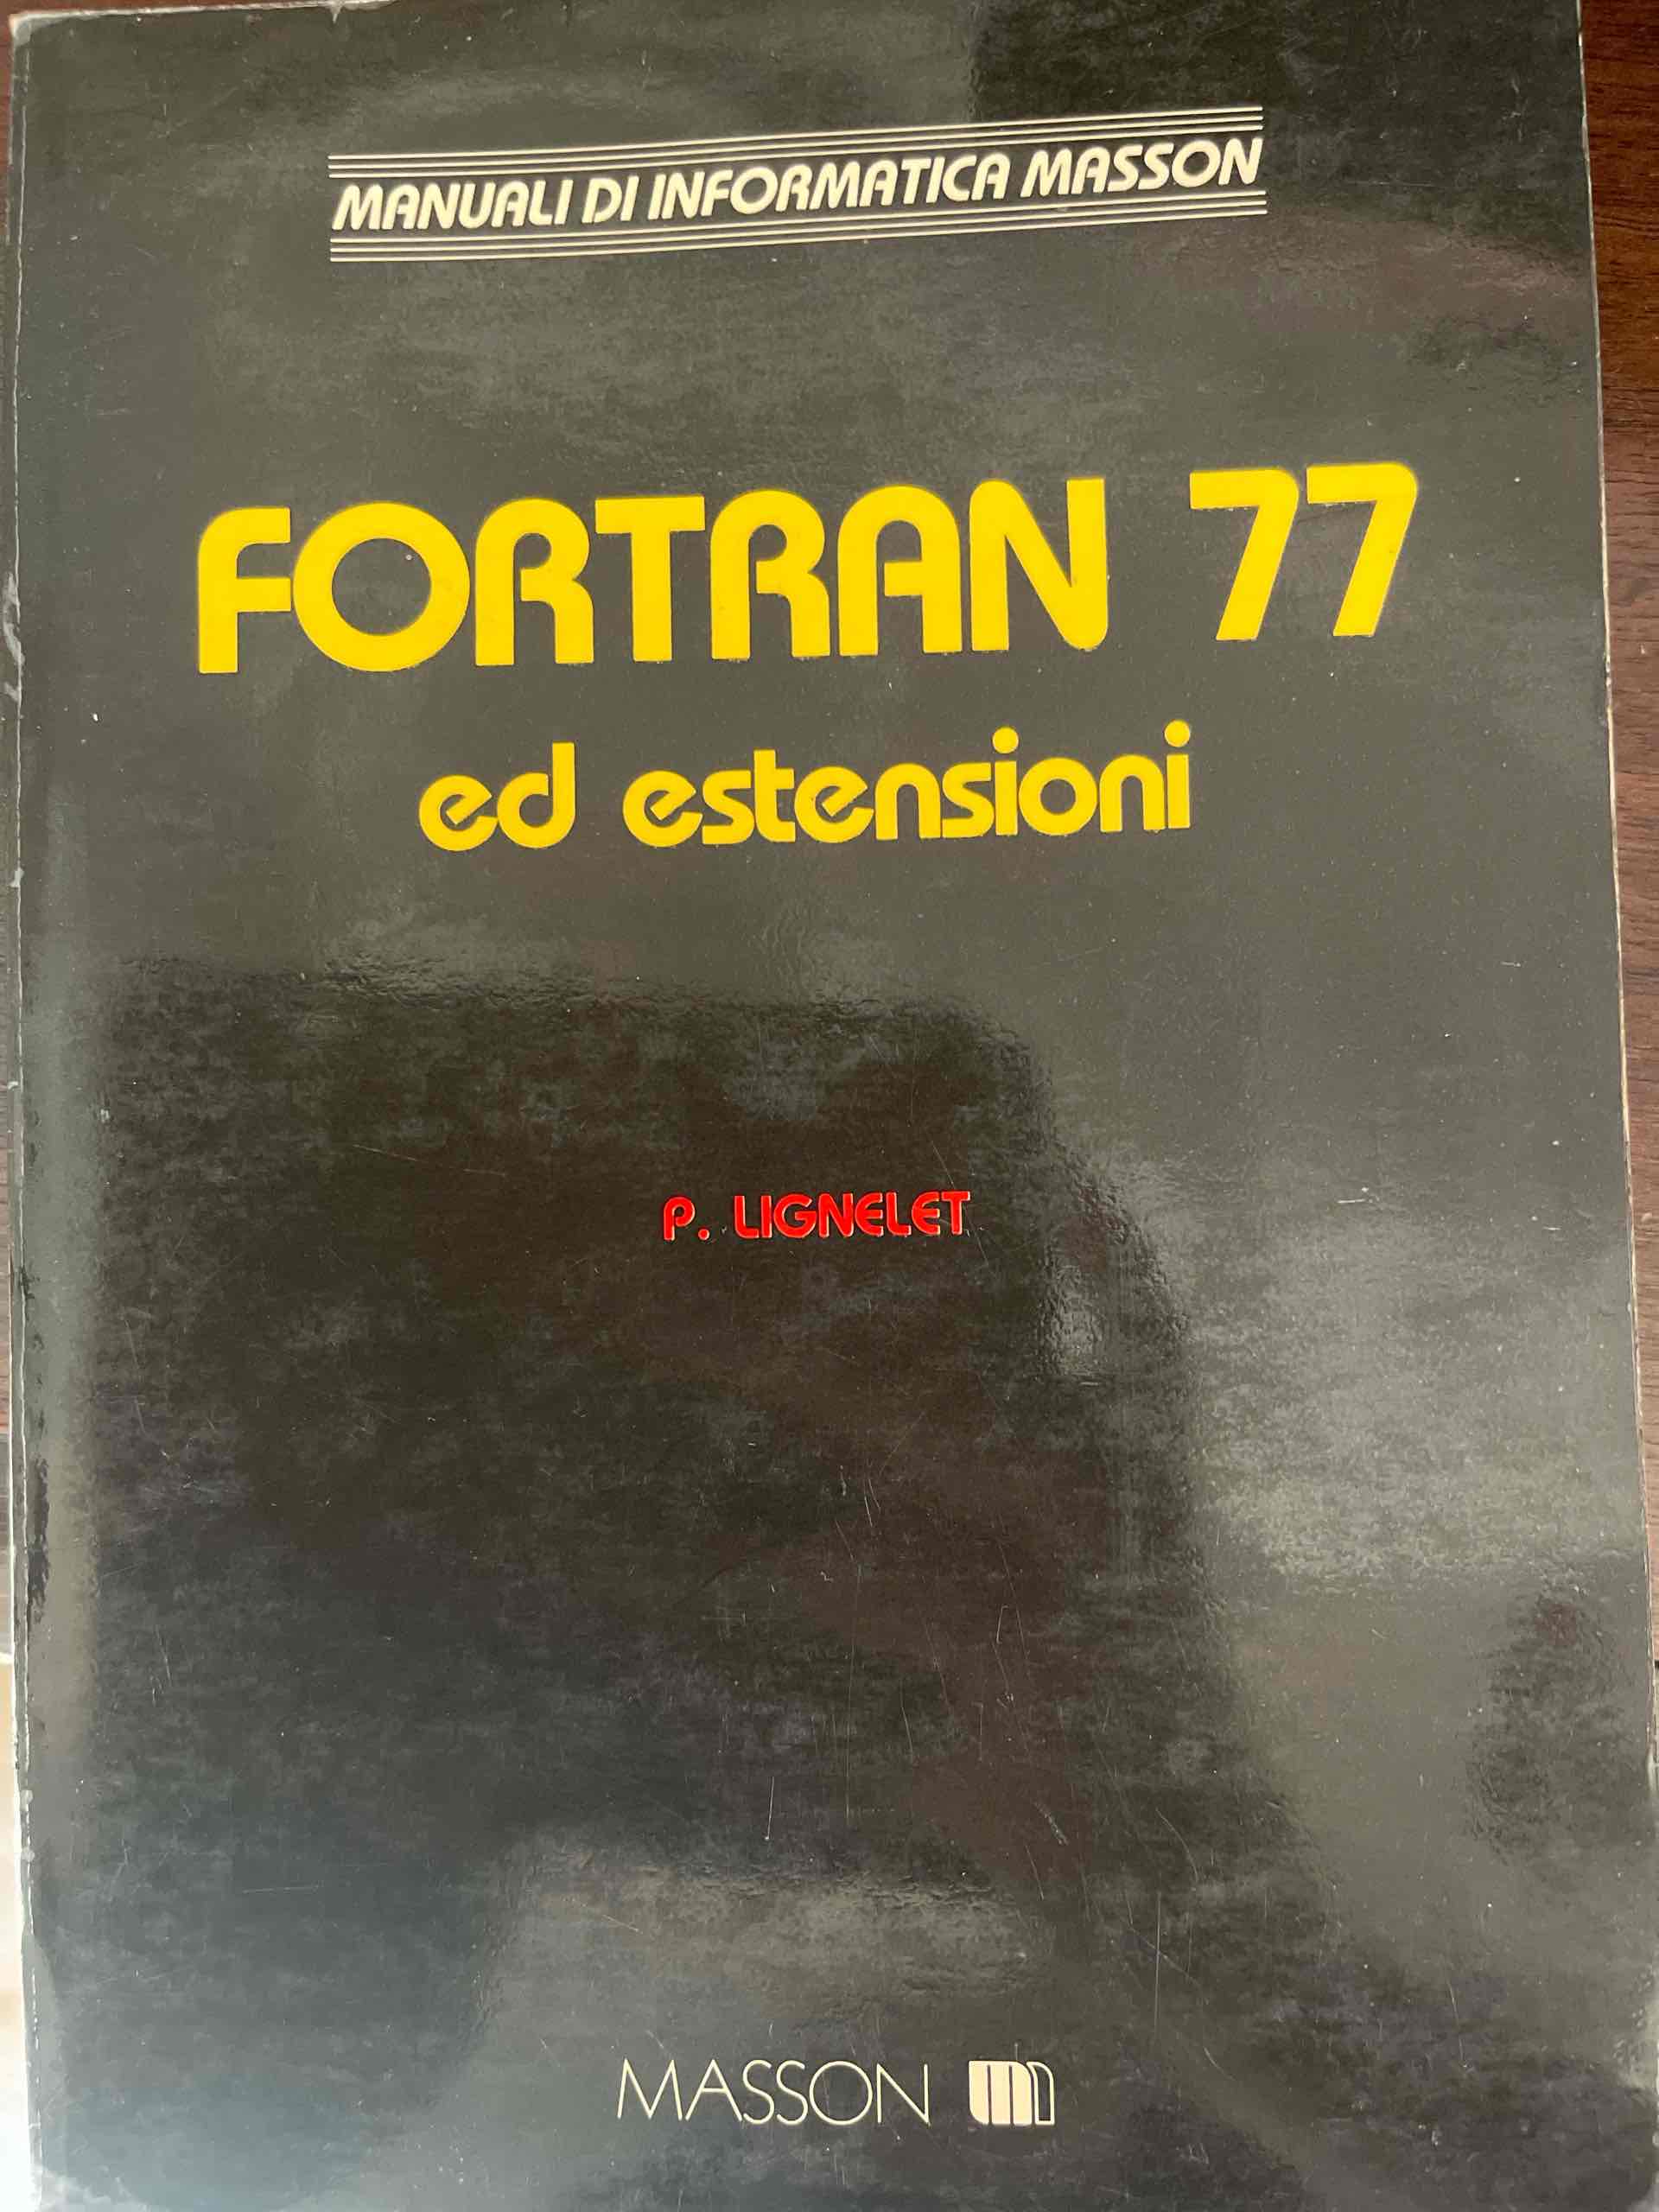 MANUALI DI INFORMATICA MASSON
FORTRAN 77
ed estensioni
P. LIGNELET
MASSON m